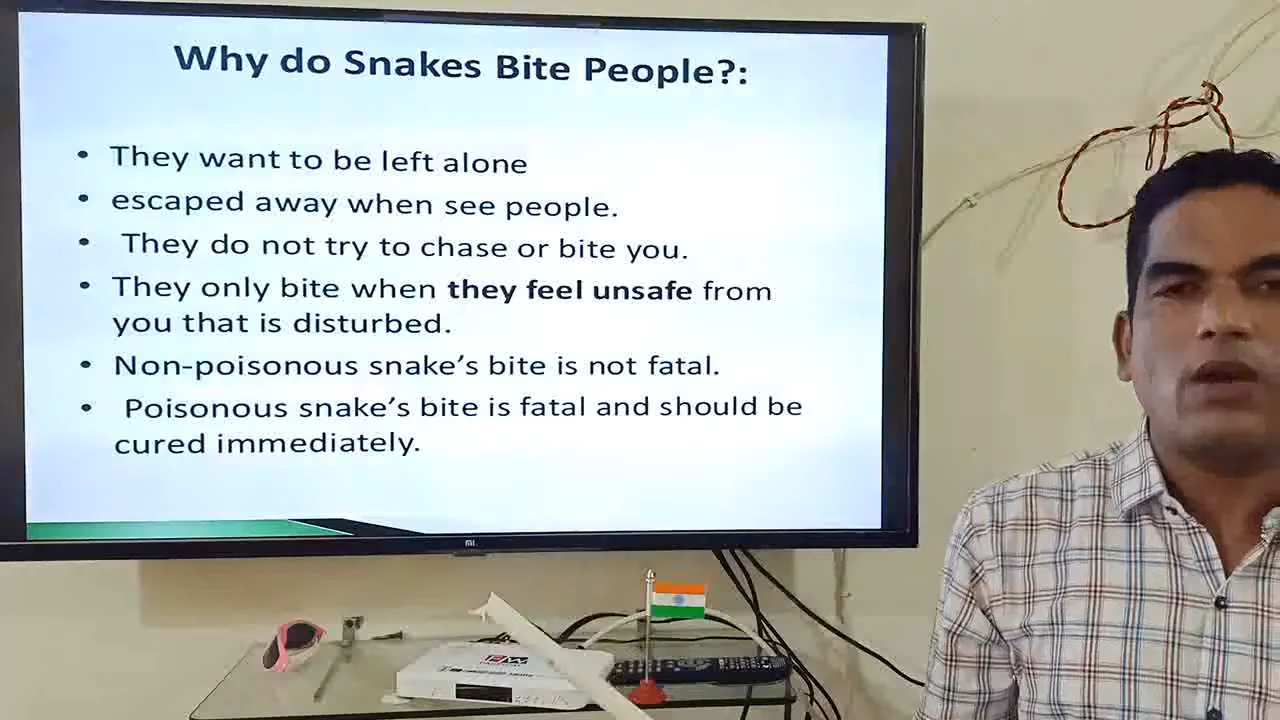 Why do Snakes Bite People?:
• They want to be left alone
• escaped away when see people.
• They do not try to chase or bite you.
• They only bite when they feel unsafe from
you that is disturbed.
• Non-poisonous snake’s bite is not fatal.
• Poisonous snake’s bite is fatal and should be
cured immediately.
MI